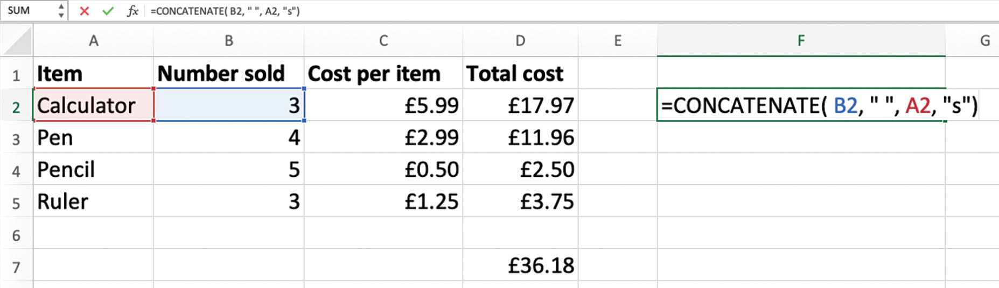 SUM fx =CONCATENATE( B2, " ", A2, "s")
A B C D E F G
1 Item Number sold Cost per item Total cost
2 Calculator 3 £5.99 £17.97 =CONCATENATE( B2, " ", A2, "s")
3 Pen 4 £2.99 £11.96
4 Pencil 5 £0.50 £2.50
5 Ruler 3 £1.25 £3.75
6
7 £36.18